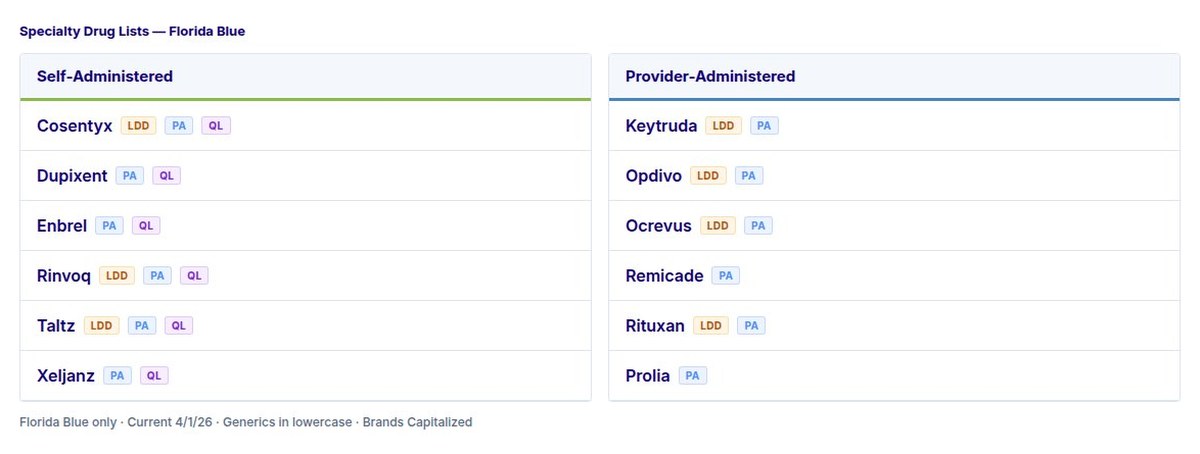 Specialty Drug Lists — Florida Blue
Self-Administered
Cosentyx LDD PA QL
Dupixent PA QL
Enbrel PA QL
Rinvoq LDD PA QL
Taltz LDD PA QL
Xeljanz PA QL
Provider-Administered
Keytruda LDD PA
Opdivo LDD PA
Ocrevus LDD PA
Remicade PA
Rituxan LDD PA
Prolia PA
Florida Blue only · Current 4/1/26 · Generics in lowercase · Brands Capitalized